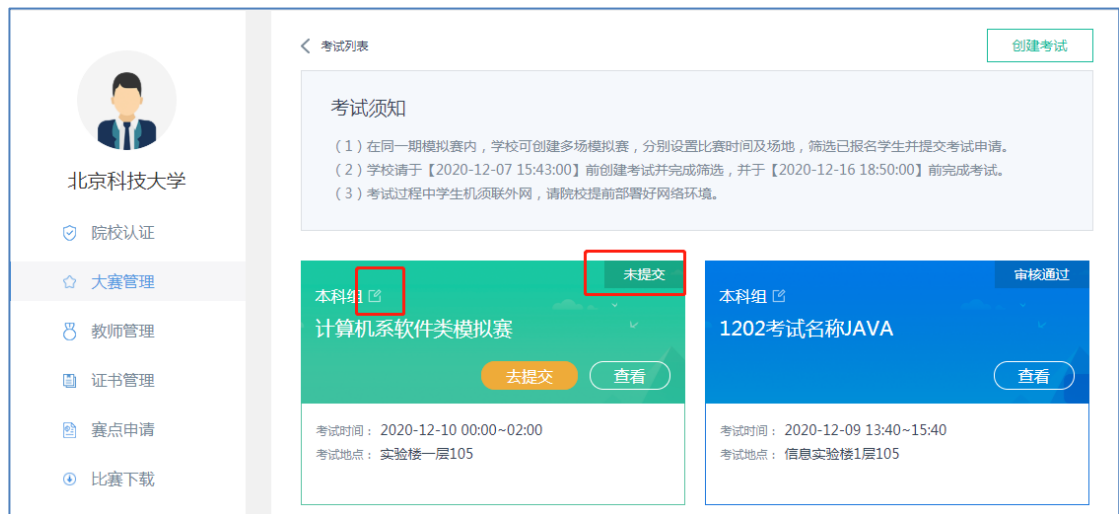 考试列表
创建考试
北京科技大学
院校认证
大赛管理
教师管理
证书管理
赛点申请
比赛下载
考试须知
（1）在同一期模拟赛内，学校可创建多场模拟赛，分别设置比赛时间及场地，筛选已报名学生并提交考试申请。
（2）学校请于【2020-12-07 15:43:00】前创建考试并完成筛选，并于【2020-12-16 18:50:00】前完成考试。
（3）考试过程中学生机须联外网，请院校提前部署好网络环境。
未提交
本科组
计算机系软件类模拟赛
去提交
查看
考试时间： 2020-12-10 00:00~02:00
考试地点： 实验楼一层105
审核通过
本科组
1202考试名称JAVA
查看
考试时间： 2020-12-09 13:40~15:40
考试地点： 信息实验楼1层105